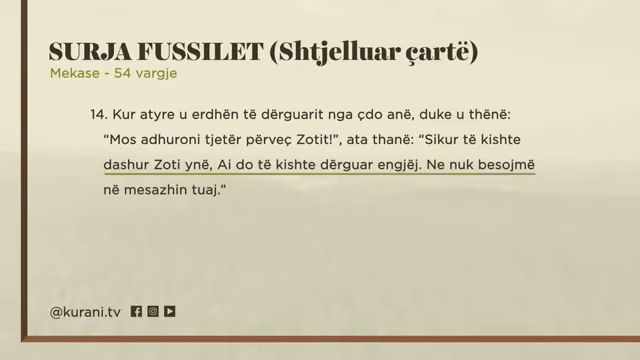 SURJA FUSSILET (Shtjelluar çartë)
Mekase - 54 vargje
14. Kur atyre u erdhën të dërguarit nga çdo anë, duke u thënë:
“Mos adhuroni tjetër përveç Zotit!”, ata thanë: “Sikur të kishte
dashur Zoti ynë, Ai do të kishte dërguar engjëj. Ne nuk besojmë
në mesazhin tuaj.”
@kurani.tv